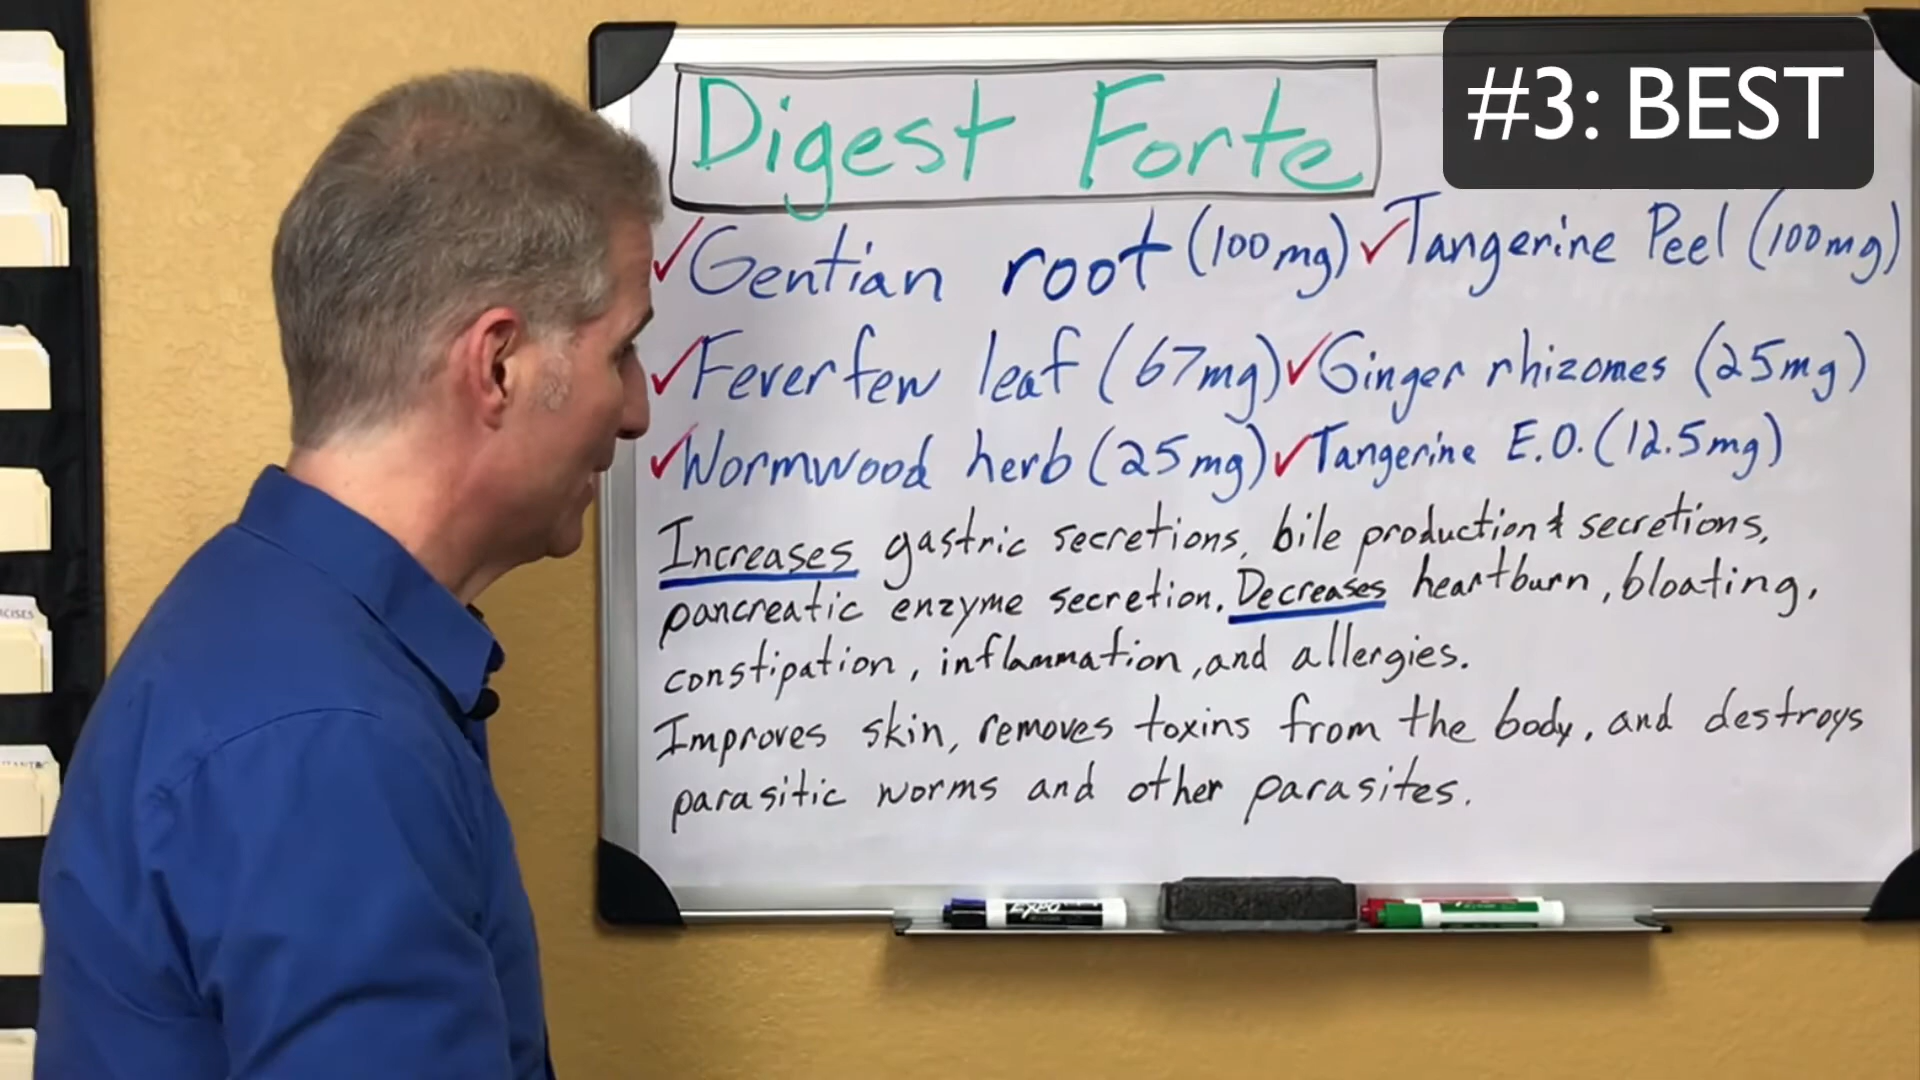 #3: BEST
Digest Forte
✓Gentian root (100mg) ✓Tangerine Peel (100mg)
✓Feverfew leaf (67mg) ✓Ginger rhizomes (25mg)
✓Wormwood herb (25mg) ✓Tangerine E.O. (12.5mg)
Increases gastric secretions, bile production & secretions,
pancreatic enzyme secretion. Decreases heartburn, bloating,
constipation, inflammation, and allergies.
Improves skin, removes toxins from the body, and destroys
parasitic worms and other parasites.
EXPO